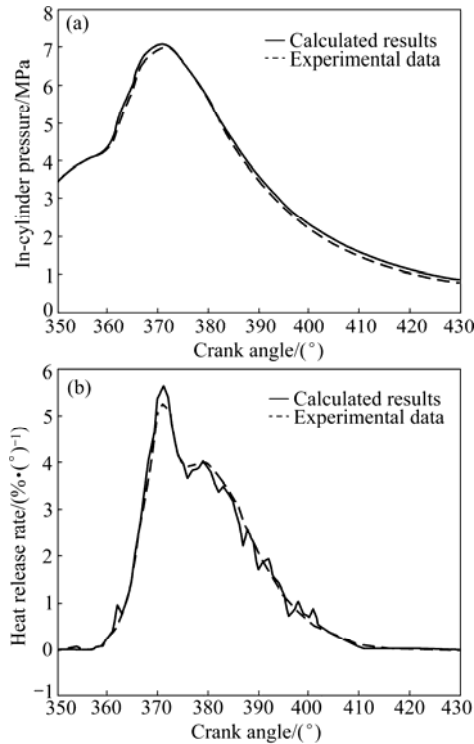 (a)
Calculated results
Experimental data
In-cylinder pressure/MPa
8
7
6
5
4
3
2
1
0
350 360 370 380 390 400 410 420 430
Crank angle/(°)
(b)
Calculated results
Experimental data
Heat release rate/(%•(°)⁻¹)
6
5
4
3
2
1
0
−1
350 360 370 380 390 400 410 420 430
Crank angle/(°)